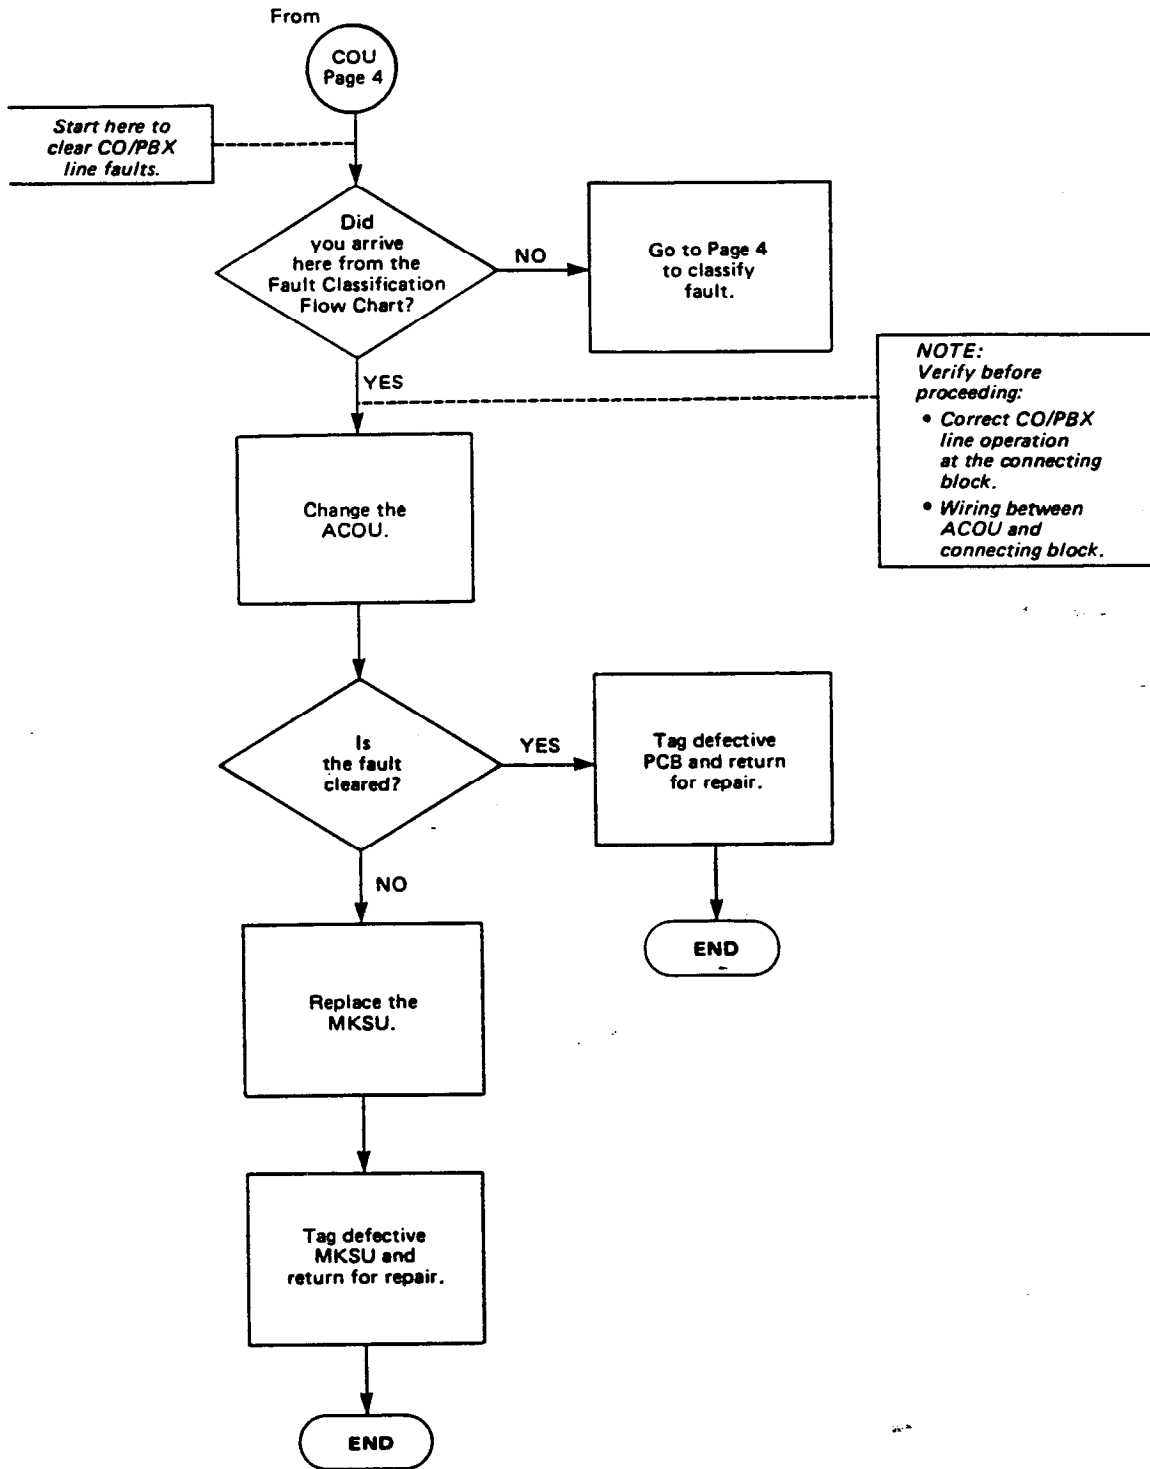 From
COU
Page 4
Start here to
clear CO/PBX
line faults.
Did
you arrive
here from the
Fault Classification
Flow Chart?
NO
Go to Page 4
to classify
fault.
YES
NOTE:
Verify before
proceeding:
• Correct CO/PBX
line operation
at the connecting
block.
• Wiring between
ACOU and
connecting block.
Change the
ACOU.
Is
the fault
cleared?
YES
Tag defective
PCB and return
for repair.
NO
END
Replace the
MKSU.
Tag defective
MKSU and
return for repair.
END